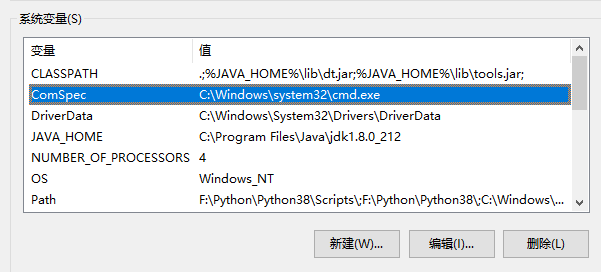 系统变量(S)
变量 值
CLASSPATH .;%JAVA_HOME%\lib\dt.jar;%JAVA_HOME%\lib\tools.jar;
ComSpec C:\Windows\system32\cmd.exe
DriverData C:\Windows\System32\Drivers\DriverData
JAVA_HOME C:\Program Files\Java\jdk1.8.0_212
NUMBER_OF_PROCESSORS 4
OS Windows_NT
Path F:\Python\Python38\Scripts\;F:\Python\Python38\;C:\Windows\...
新建(W)... 编辑(I)... 删除(L)